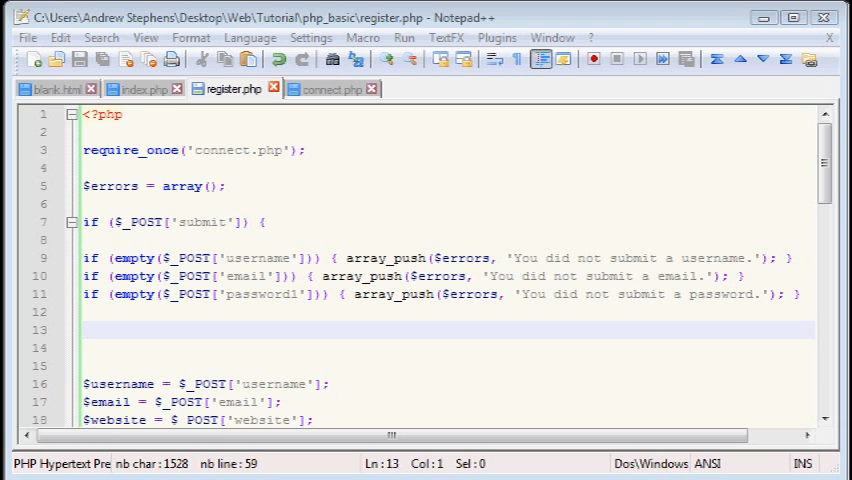 C:\Users\Andrew Stephens\Desktop\Web\Tutorial\php_basic\register.php - Notepad++
File Edit Search View Format Language Settings Macro Run TextFX Plugins Window ? X
blank.html index.php register.php connect.php
1 <?php
2
3 require_once('connect.php');
4
5 $errors = array();
6
7 if ($_POST['submit']) {
8
9 if (empty($_POST['username'])) { array_push($errors, 'You did not submit a username.'); }
10 if (empty($_POST['email'])) { array_push($errors, 'You did not submit a email.'); }
11 if (empty($_POST['password1'])) { array_push($errors, 'You did not submit a password.'); }
12
13
14
15
16 $username = $_POST['username'];
17 $email = $_POST['email'];
18 $website = $_POST['website'];
PHP Hypertext Pre nb char : 1528 nb line : 59 Ln : 13 Col : 1 Sel : 0 Dos\Windows ANSI INS